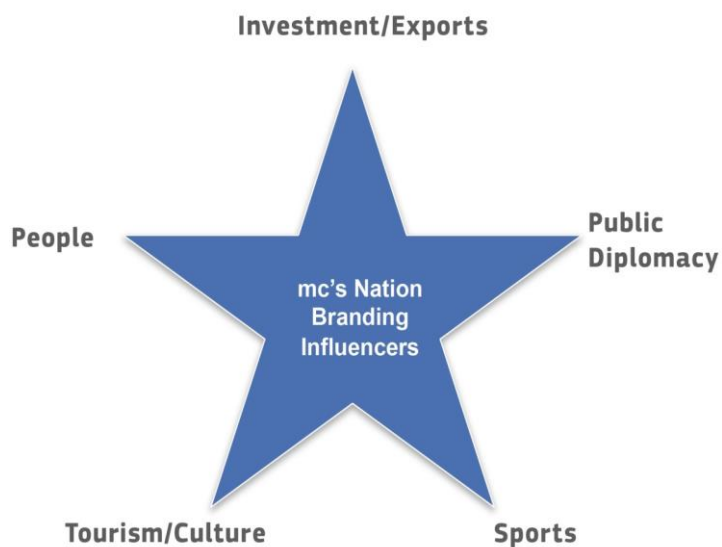 Investment/Exports
People
Public
Diplomacy
mc's Nation
Branding
Influencers
Tourism/Culture
Sports